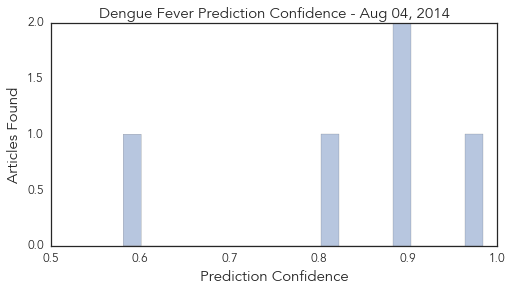 Dengue Fever Prediction Confidence - Aug 04, 2014
2.0
1.5
1.0
0.5
0.0
Articles Found
0.5 0.6 0.7 0.8 0.9 1.0
Prediction Confidence